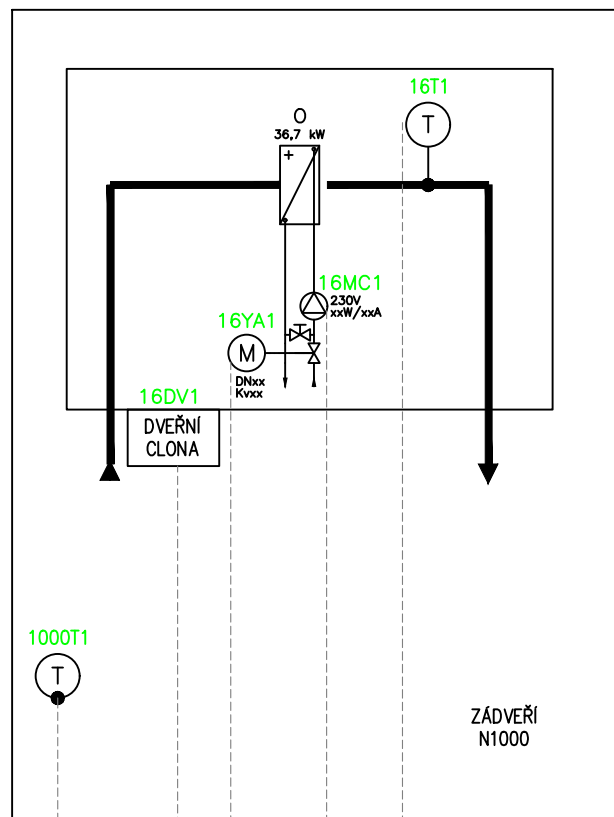 16T1
T
O
36,7 kW
+
16MC1
230V
xxW/xxA
16YA1
M
DNxx
Kvxx
16DV1
DVEŘNÍ
CLONA
1000T1
T
ZÁDVEŘÍ
N1000